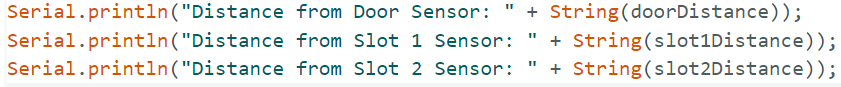 Serial.println("Distance from Door Sensor: " + String(doorDistance));
Serial.println("Distance from Slot 1 Sensor: " + String(slot1Distance));
Serial.println("Distance from Slot 2 Sensor: " + String(slot2Distance));